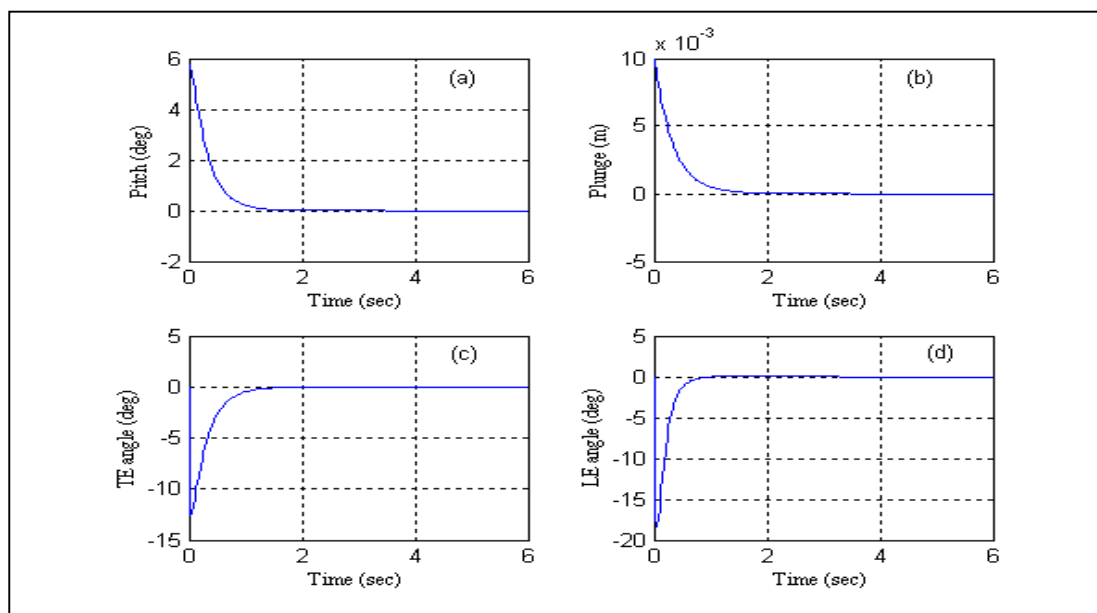 (a)
Pitch (deg)
6
4
2
0
-2
0 2 4 6
Time (sec)
x 10^-3
(b)
Plunge (m)
10
5
0
-5
0 2 4 6
Time (sec)
(c)
TE angle (deg)
5
0
-5
-10
-15
0 2 4 6
Time (sec)
(d)
LE angle (deg)
5
0
-5
-10
-15
-20
0 2 4 6
Time (sec)